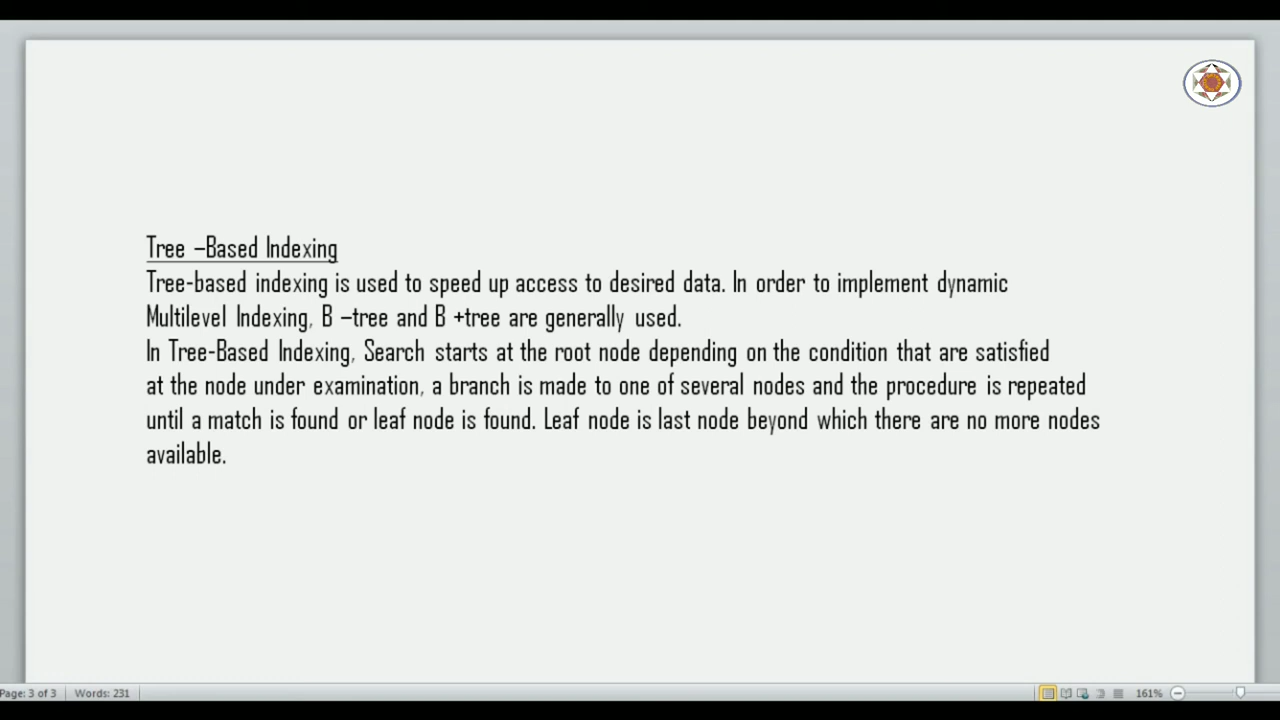 Tree –Based Indexing
Tree-based indexing is used to speed up access to desired data. In order to implement dynamic
Multilevel Indexing, B –tree and B +tree are generally used.
In Tree-Based Indexing, Search starts at the root node depending on the condition that are satisfied
at the node under examination, a branch is made to one of several nodes and the procedure is repeated
until a match is found or leaf node is found. Leaf node is last node beyond which there are no more nodes
available.
Page: 3 of 3 Words: 231 161%